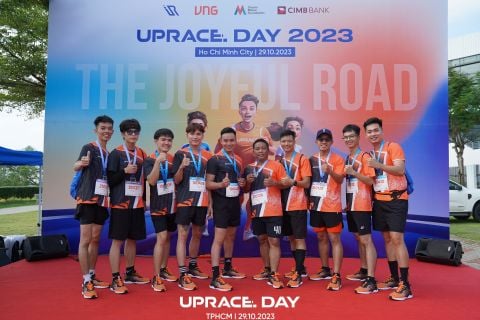 VNG
CIMB BANK
UPRACE. DAY 2023
Ho Chi Minh City | 29.10.2023
THE JOYFUL ROAD
UPRACE. DAY
TPHCM | 29.10.2023